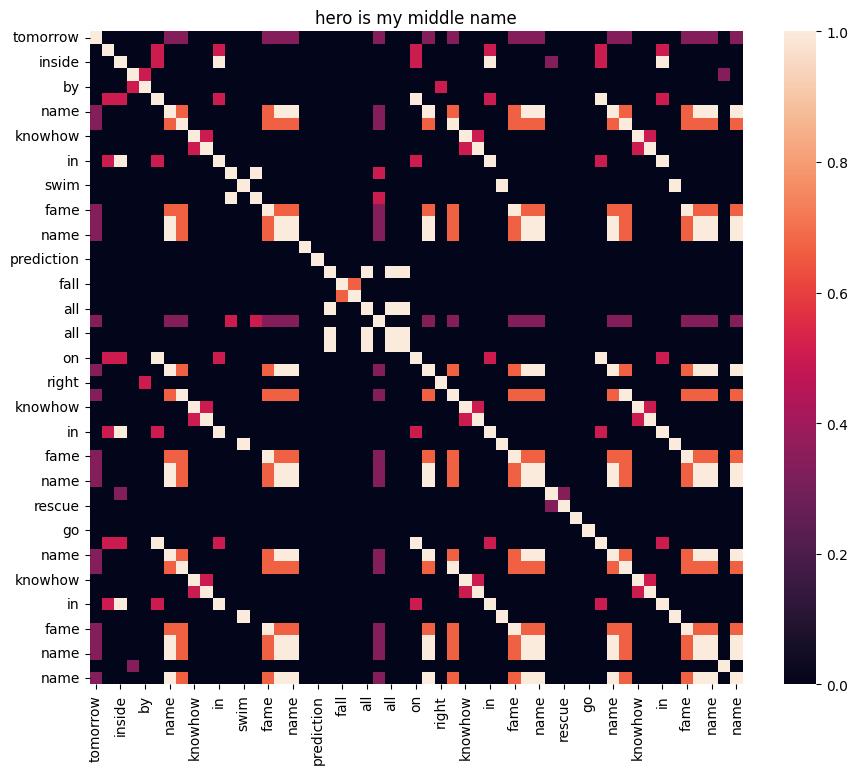 hero is my middle name
tomorrow
inside
by
name
knowhow
in
swim
fame
name
prediction
fall
all
all
on
right
knowhow
in
fame
name
rescue
go
name
knowhow
in
fame
name
name
tomorrow
inside
by
name
knowhow
in
swim
fame
name
prediction
fall
all
all
on
right
knowhow
in
fame
name
rescue
go
name
knowhow
in
fame
name
name
1.0
0.8
0.6
0.4
0.2
0.0